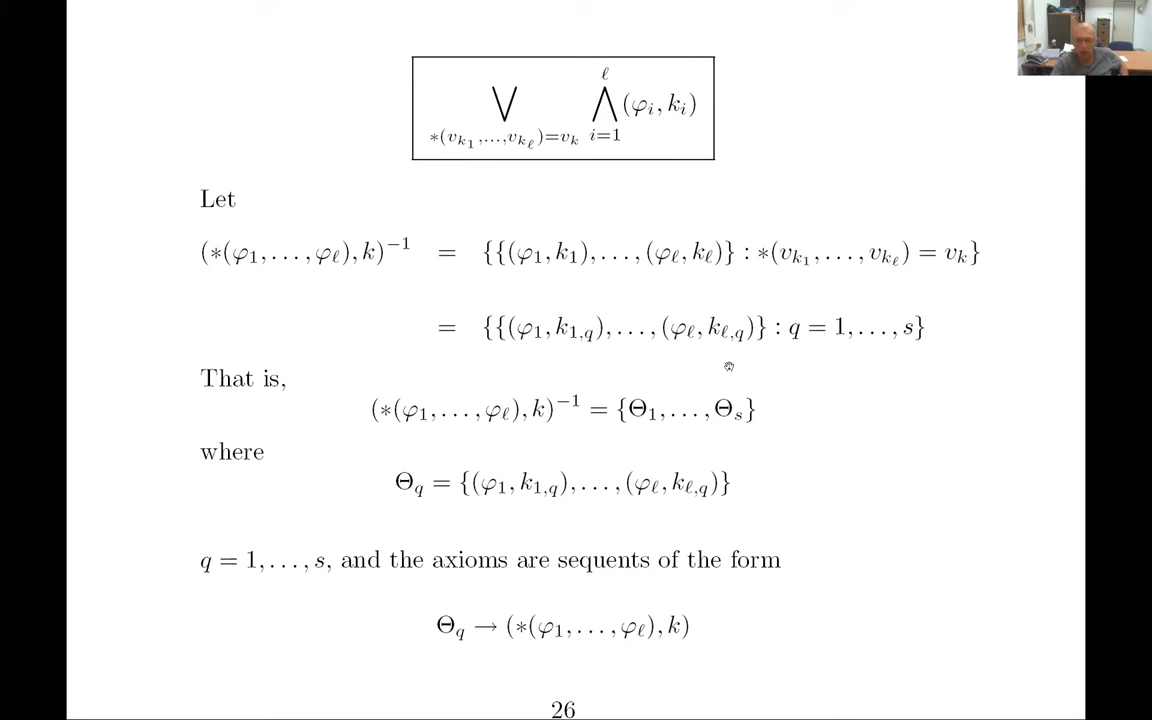 ⋁_{*(v_{k_1},…,v_{k_ℓ})=v_k} ⋀_{i=1}^{ℓ} (φ_i, k_i)
Let
(*(φ_1, . . . , φ_ℓ), k)^{−1} = {{(φ_1, k_1), . . . , (φ_ℓ, k_ℓ)} : *(v_{k_1}, . . . , v_{k_ℓ}) = v_k}
= {{(φ_1, k_{1,q}), . . . , (φ_ℓ, k_{ℓ,q})} : q = 1, . . . , s}
That is,
(*(φ_1, . . . , φ_ℓ), k)^{−1} = {Θ_1, . . . , Θ_s}
where
Θ_q = {(φ_1, k_{1,q}), . . . , (φ_ℓ, k_{ℓ,q})}
q = 1, . . . , s, and the axioms are sequents of the form
Θ_q → (*(φ_1, . . . , φ_ℓ), k)
26